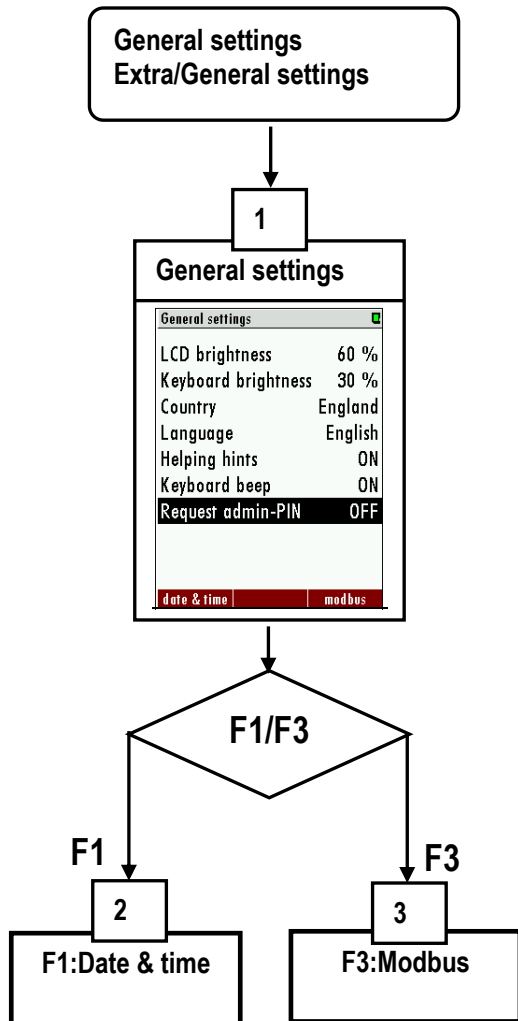 General settings
Extra/General settings
1
General settings
General settings
LCD brightness 60 %
Keyboard brightness 30 %
Country England
Language English
Helping hints ON
Keyboard beep ON
Request admin-PIN OFF
date & time modbus
F1/F3
F1 F3
2 3
F1:Date & time F3:Modbus